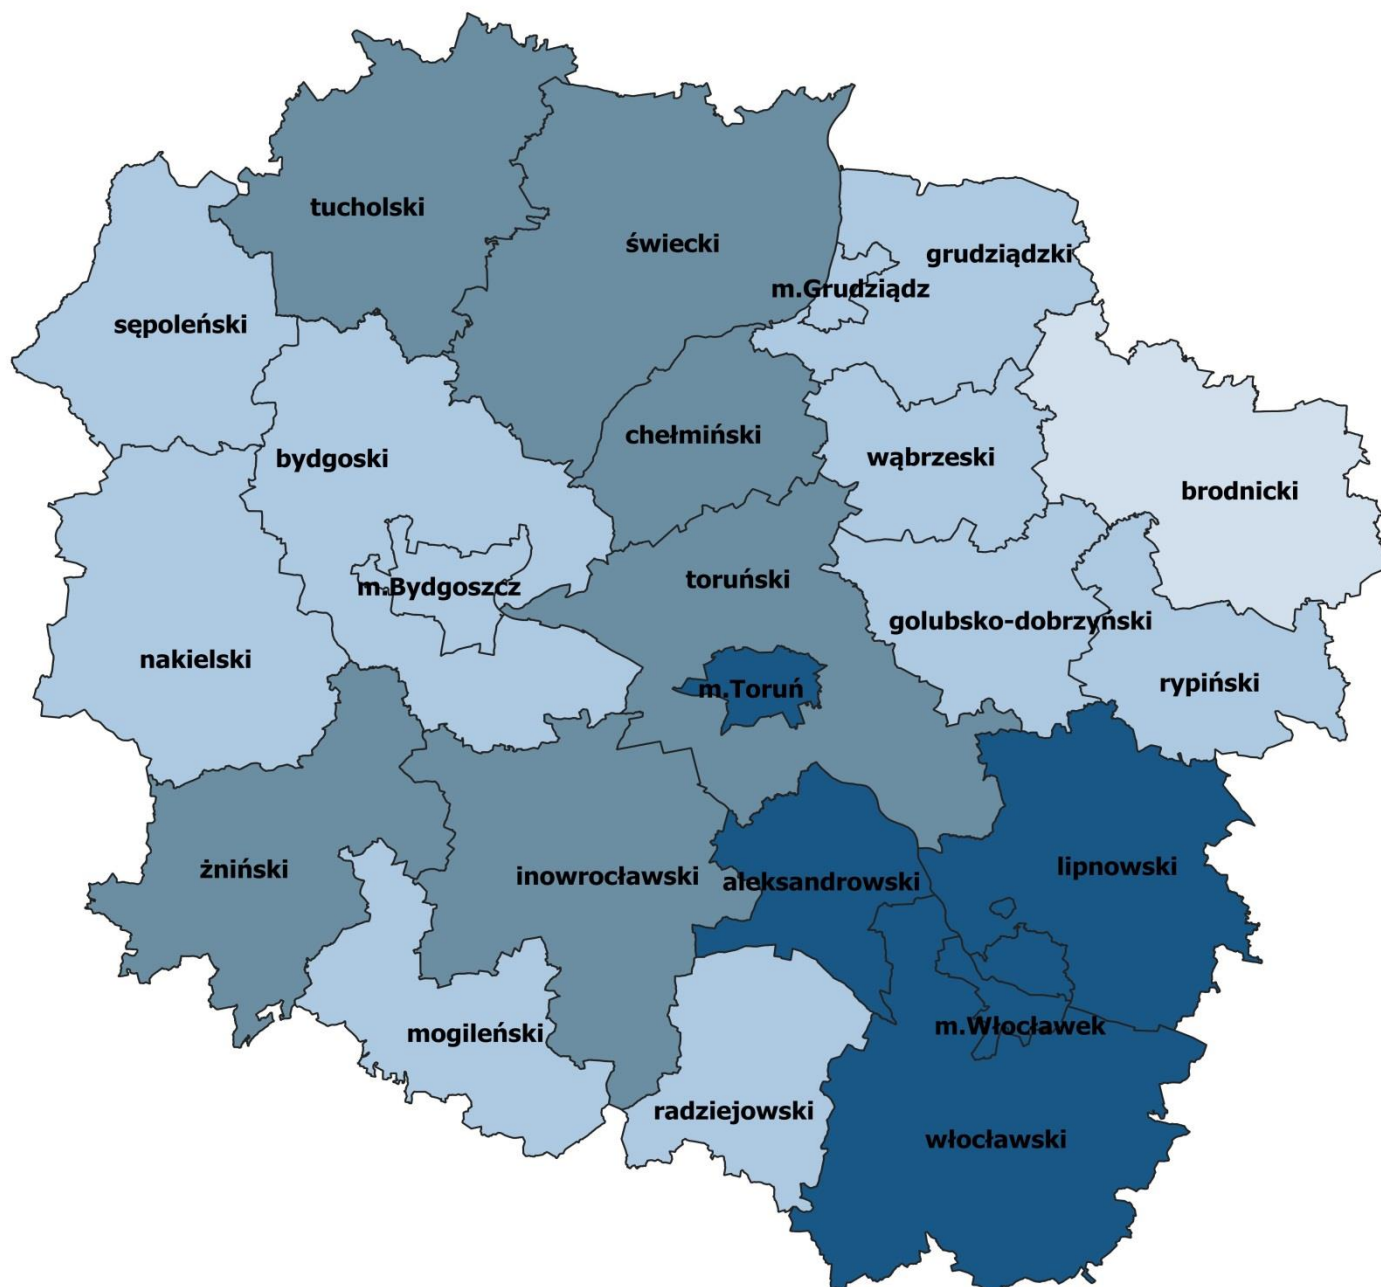 tucholski
świecki
grudziądzki
m.Grudziądz
sępoleński
chełmiński
wąbrzeski
bydgoski
brodnicki
toruński
m.Bydgoszcz
golubsko-dobrzyński
nakielski
rypiński
m.Toruń
żniński
inowrocławski
aleksandrowski
lipnowski
mogileński
m.Włocławek
radziejowski
włocławski